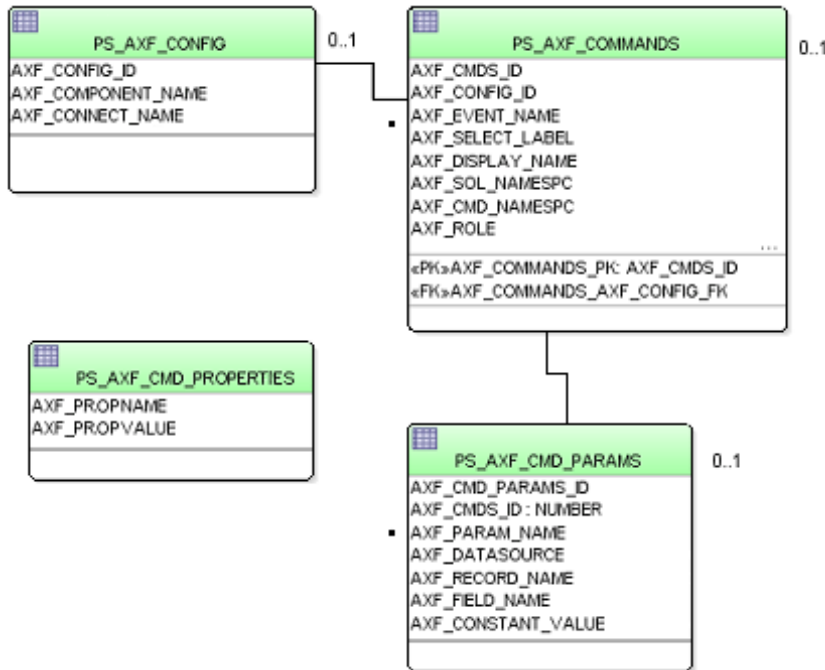 PS_AXF_CONFIG
AXF_CONFIG_ID
AXF_COMPONENT_NAME
AXF_CONNECT_NAME
0..1
PS_AXF_COMMANDS
AXF_CMDS_ID
AXF_CONFIG_ID
AXF_EVENT_NAME
AXF_SELECT_LABEL
AXF_DISPLAY_NAME
AXF_SOL_NAMESPC
AXF_CMD_NAMESPC
AXF_ROLE
...
«PK»AXF_COMMANDS_PK: AXF_CMDS_ID
«FK»AXF_COMMANDS_AXF_CONFIG_FK
0..1
PS_AXF_CMD_PROPERTIES
AXF_PROPNAME
AXF_PROPVALUE
PS_AXF_CMD_PARAMS
AXF_CMD_PARAMS_ID
AXF_CMDS_ID : NUMBER
AXF_PARAM_NAME
AXF_DATASOURCE
AXF_RECORD_NAME
AXF_FIELD_NAME
AXF_CONSTANT_VALUE
0..1